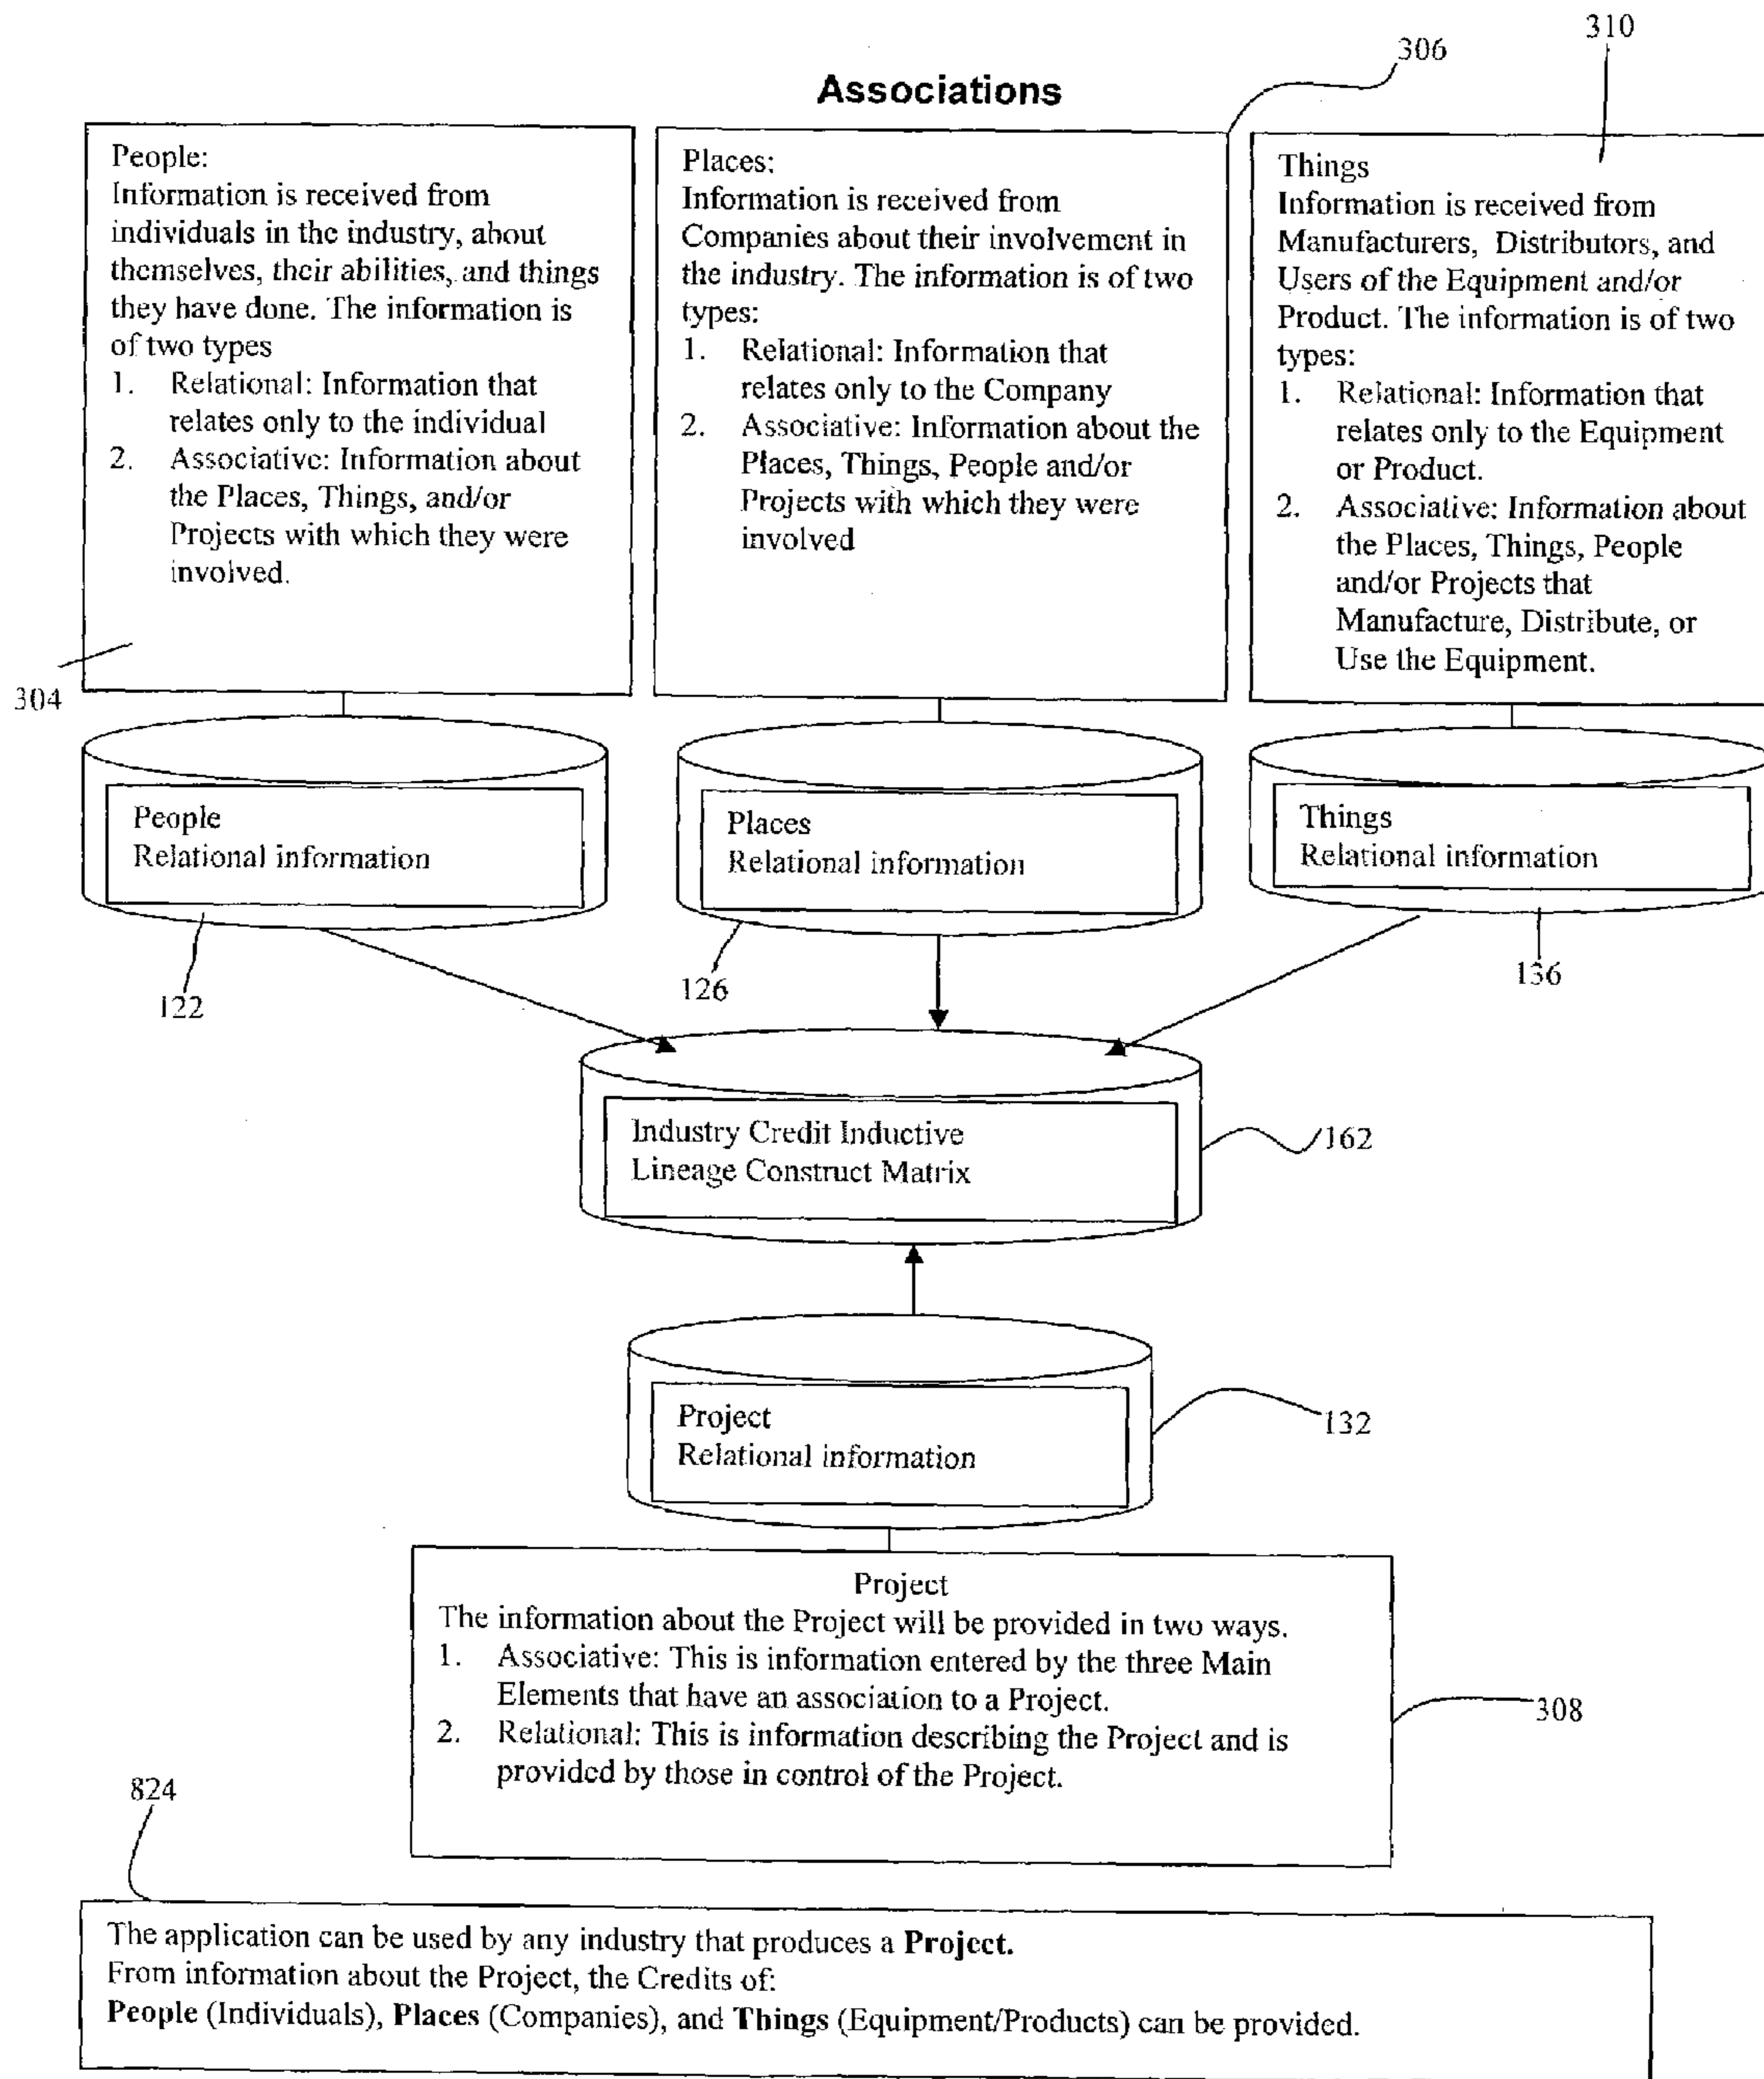 310
306
Associations
People:
Information is received from
individuals in the industry, about
themselves, their abilities, and things
they have done. The information is
of two types
1. Relational: Information that
relates only to the individual
2. Associative: Information about
the Places, Things, and/or
Projects with which they were
involved.
304
Places:
Information is received from
Companies about their involvement in
the industry. The information is of two
types:
1. Relational: Information that
relates only to the Company
2. Associative: Information about the
Places, Things, People and/or
Projects with which they were
involved
Things
Information is received from
Manufacturers, Distributors, and
Users of the Equipment and/or
Product. The information is of two
types:
1. Relational: Information that
relates only to the Equipment
or Product.
2. Associative: Information about
the Places, Things, People
and/or Projects that
Manufacture, Distribute, or
Use the Equipment.
People
Relational information
122
Places
Relational information
126
Things
Relational information
136
Industry Credit Inductive
Lineage Construct Matrix
162
Project
Relational information
132
Project
The information about the Project will be provided in two ways.
1. Associative: This is information entered by the three Main
Elements that have an association to a Project.
2. Relational: This is information describing the Project and is
provided by those in control of the Project.
308
824
The application can be used by any industry that produces a Project.
From information about the Project, the Credits of:
People (Individuals), Places (Companies), and Things (Equipment/Products) can be provided.